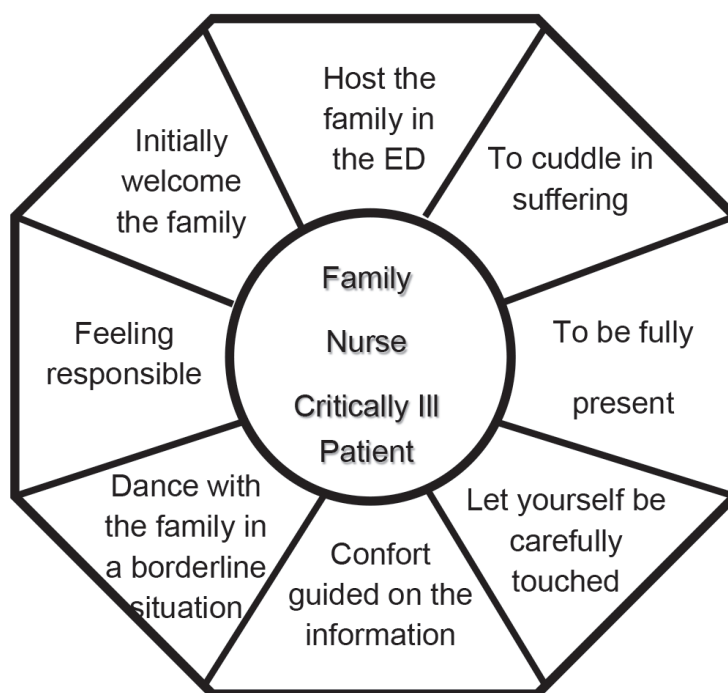 Host the
family in
the ED
To cuddle in
suffering
To be fully
present
Let yourself be
carefully
touched
Confort
guided on the
information
Dance with
the family in
a borderline
situation
Feeling
responsible
Initially
welcome
the family
Family
Nurse
Critically Ill
Patient